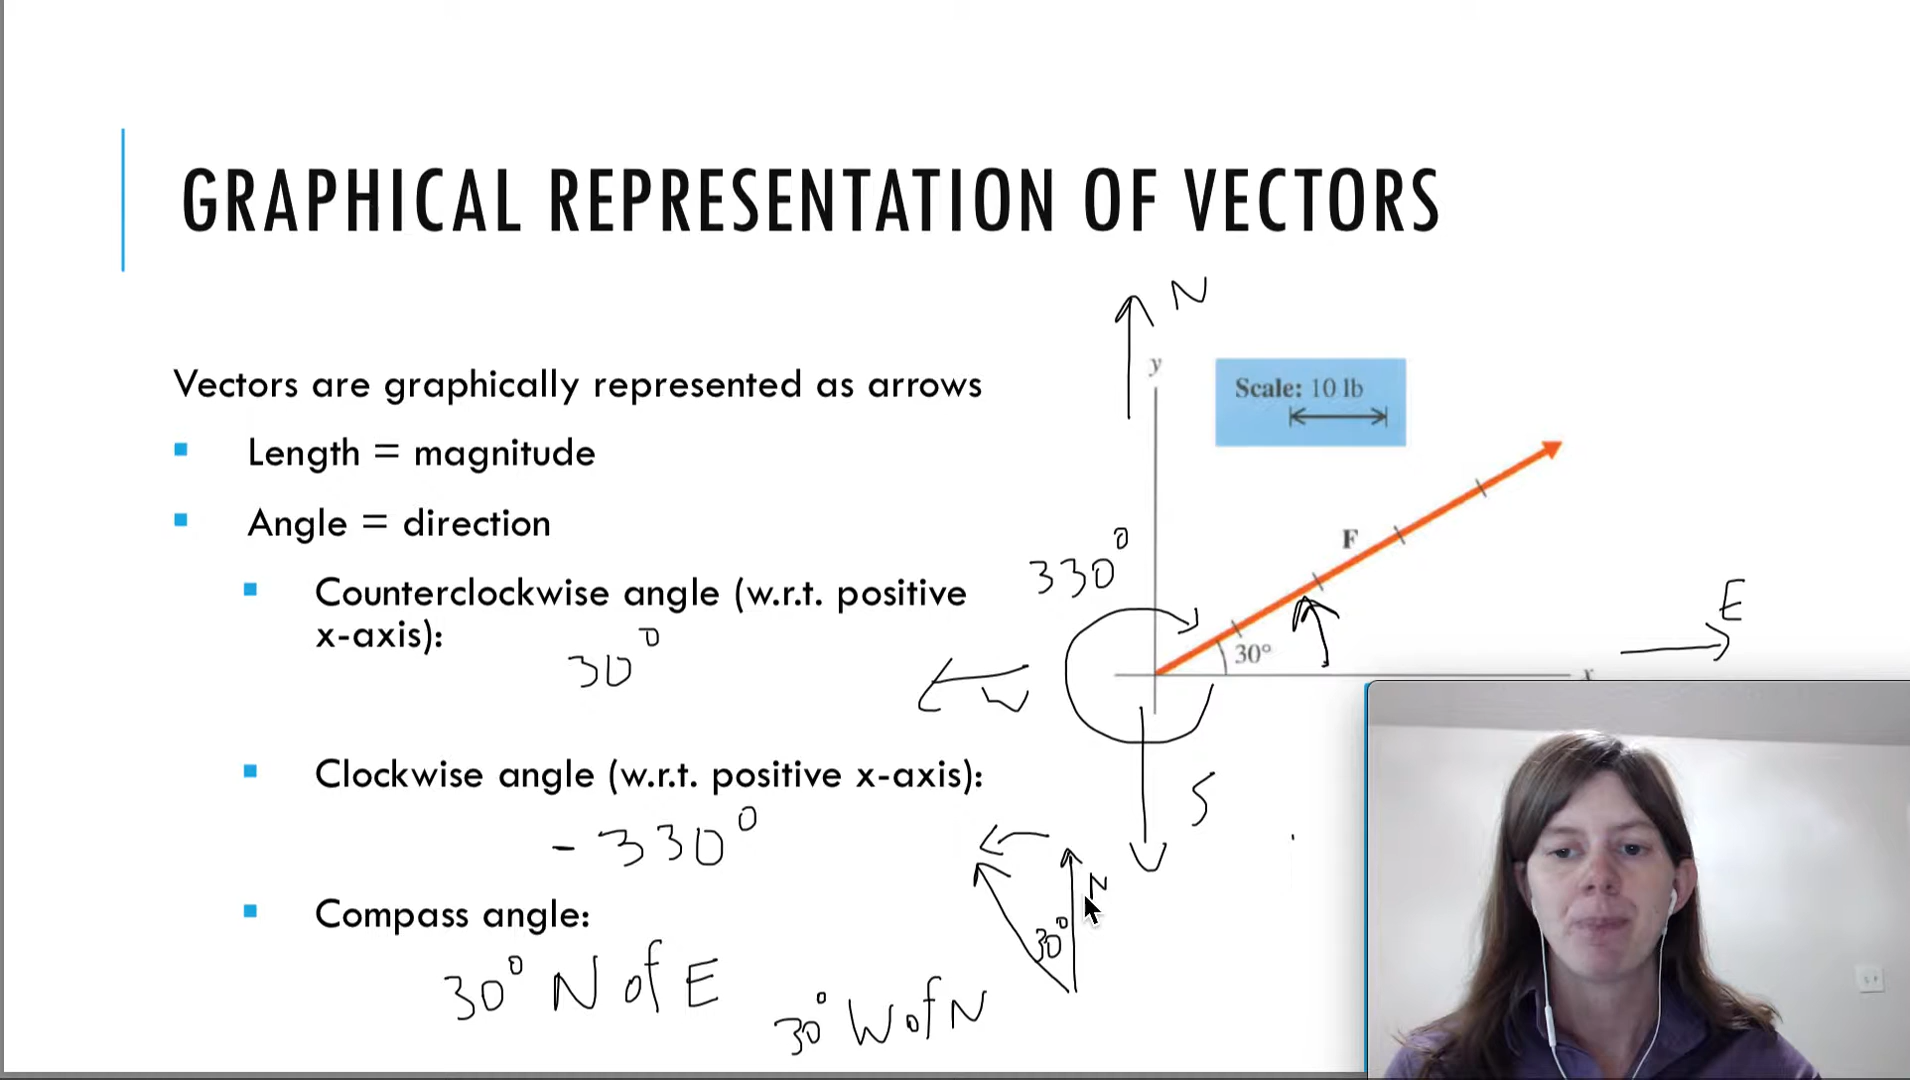 GRAPHICAL REPRESENTATION OF VECTORS
Vectors are graphically represented as arrows
Length = magnitude
Angle = direction
Counterclockwise angle (w.r.t. positive
x-axis):
30°
Clockwise angle (w.r.t. positive x-axis):
- 330°
Compass angle:
30° N of E
30° W of N
N
y
Scale: 10 lb
F
330°
E
30°
x
W
S
N
30°